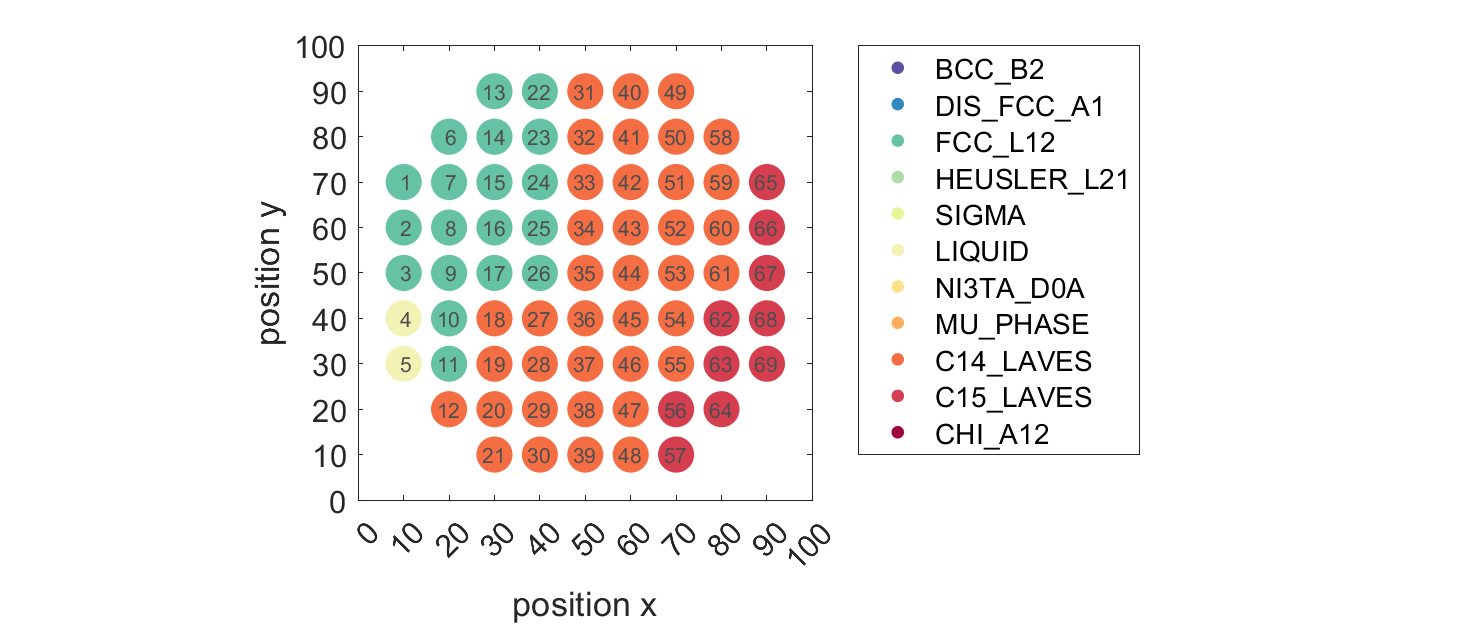 100
90 13 22 31 40 49
80 6 14 23 32 41 50 58
70 1 7 15 24 33 42 51 59 65
60 2 8 16 25 34 43 52 60 66
50 3 9 17 26 35 44 53 61 67
40 4 10 18 27 36 45 54 62 68
30 5 11 19 28 37 46 55 63 69
20 12 20 29 38 47 56 64
10 21 30 39 48 57
0
position y
0 10 20 30 40 50 60 70 80 90 100
position x
BCC_B2
DIS_FCC_A1
FCC_L12
HEUSLER_L21
SIGMA
LIQUID
NI3TA_D0A
MU_PHASE
C14_LAVES
C15_LAVES
CHI_A12